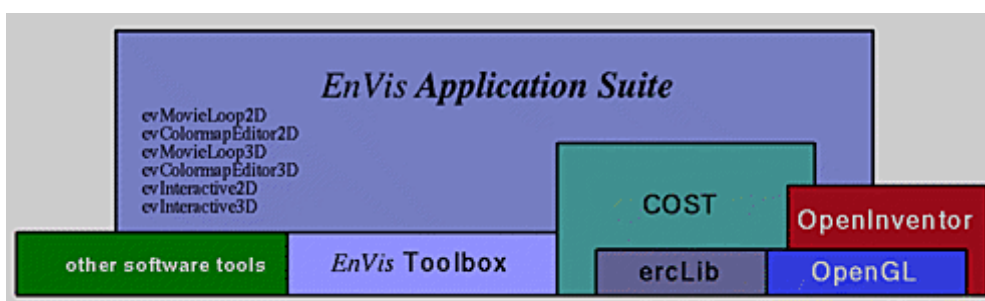 EnVis Application Suite
evMovieLoop2D
evColormapEditor2D
evMovieLoop3D
evColormapEditor3D
evInteractive2D
evInteractive3D
COST
OpenInventor
other software tools
EnVis Toolbox
ercLib
OpenGL